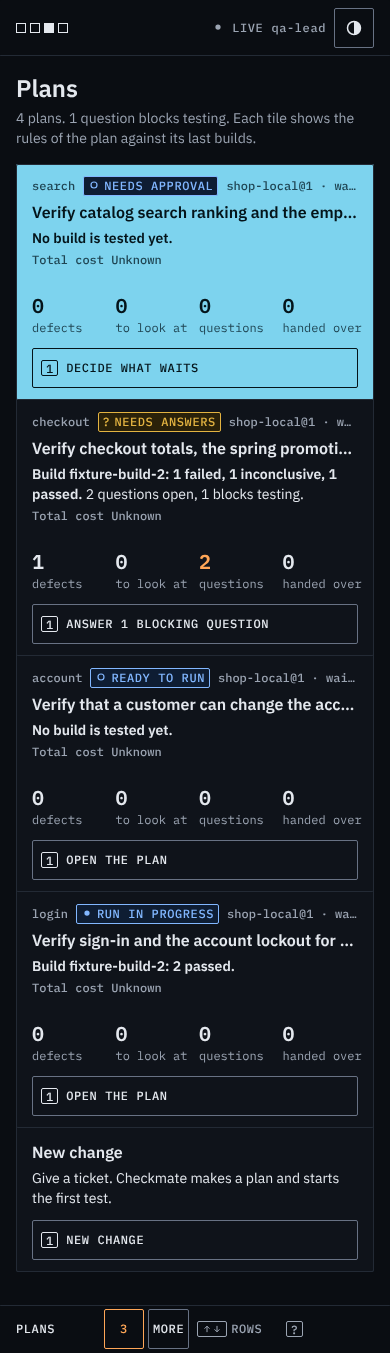 LIVE qa-lead
Plans
4 plans. 1 question blocks testing. Each tile shows the
rules of the plan against its last builds.
search NEEDS APPROVAL shop-local@1 · wa…
Verify catalog search ranking and the emp…
No build is tested yet.
Total cost Unknown
0 0 0 0
defects to look at questions handed over
1 DECIDE WHAT WAITS
checkout ? NEEDS ANSWERS shop-local@1 · w…
Verify checkout totals, the spring promoti…
Build fixture-build-2: 1 failed, 1 inconclusive, 1
passed. 2 questions open, 1 blocks testing.
Total cost Unknown
1 0 2 0
defects to look at questions handed over
1 ANSWER 1 BLOCKING QUESTION
account READY TO RUN shop-local@1 · wai…
Verify that a customer can change the acc…
No build is tested yet.
Total cost Unknown
0 0 0 0
defects to look at questions handed over
1 OPEN THE PLAN
login RUN IN PROGRESS shop-local@1 · wa…
Verify sign-in and the account lockout for …
Build fixture-build-2: 2 passed.
Total cost Unknown
0 0 0 0
defects to look at questions handed over
1 OPEN THE PLAN
New change
Give a ticket. Checkmate makes a plan and starts
the first test.
1 NEW CHANGE
PLANS 3 MORE ↑↓ ROWS ?